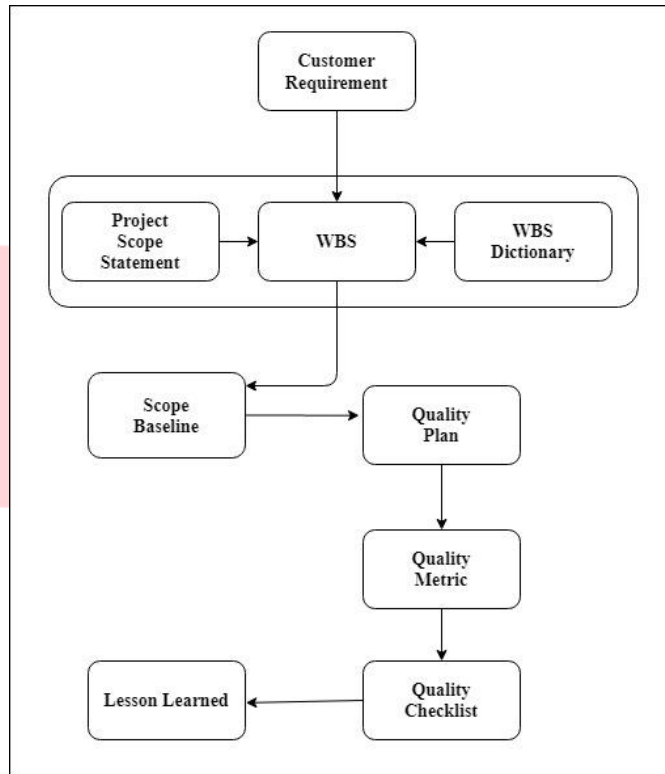 Customer
Requirement
Project
Scope
Statement
WBS
WBS
Dictionary
Scope
Baseline
Quality
Plan
Quality
Metric
Lesson Learned
Quality
Checklist